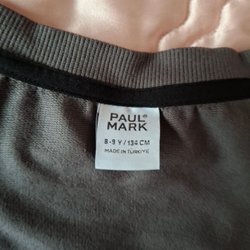 PAUL®
MARK
8-9 Y / 134 CM
MADE IN TÜRKİYE